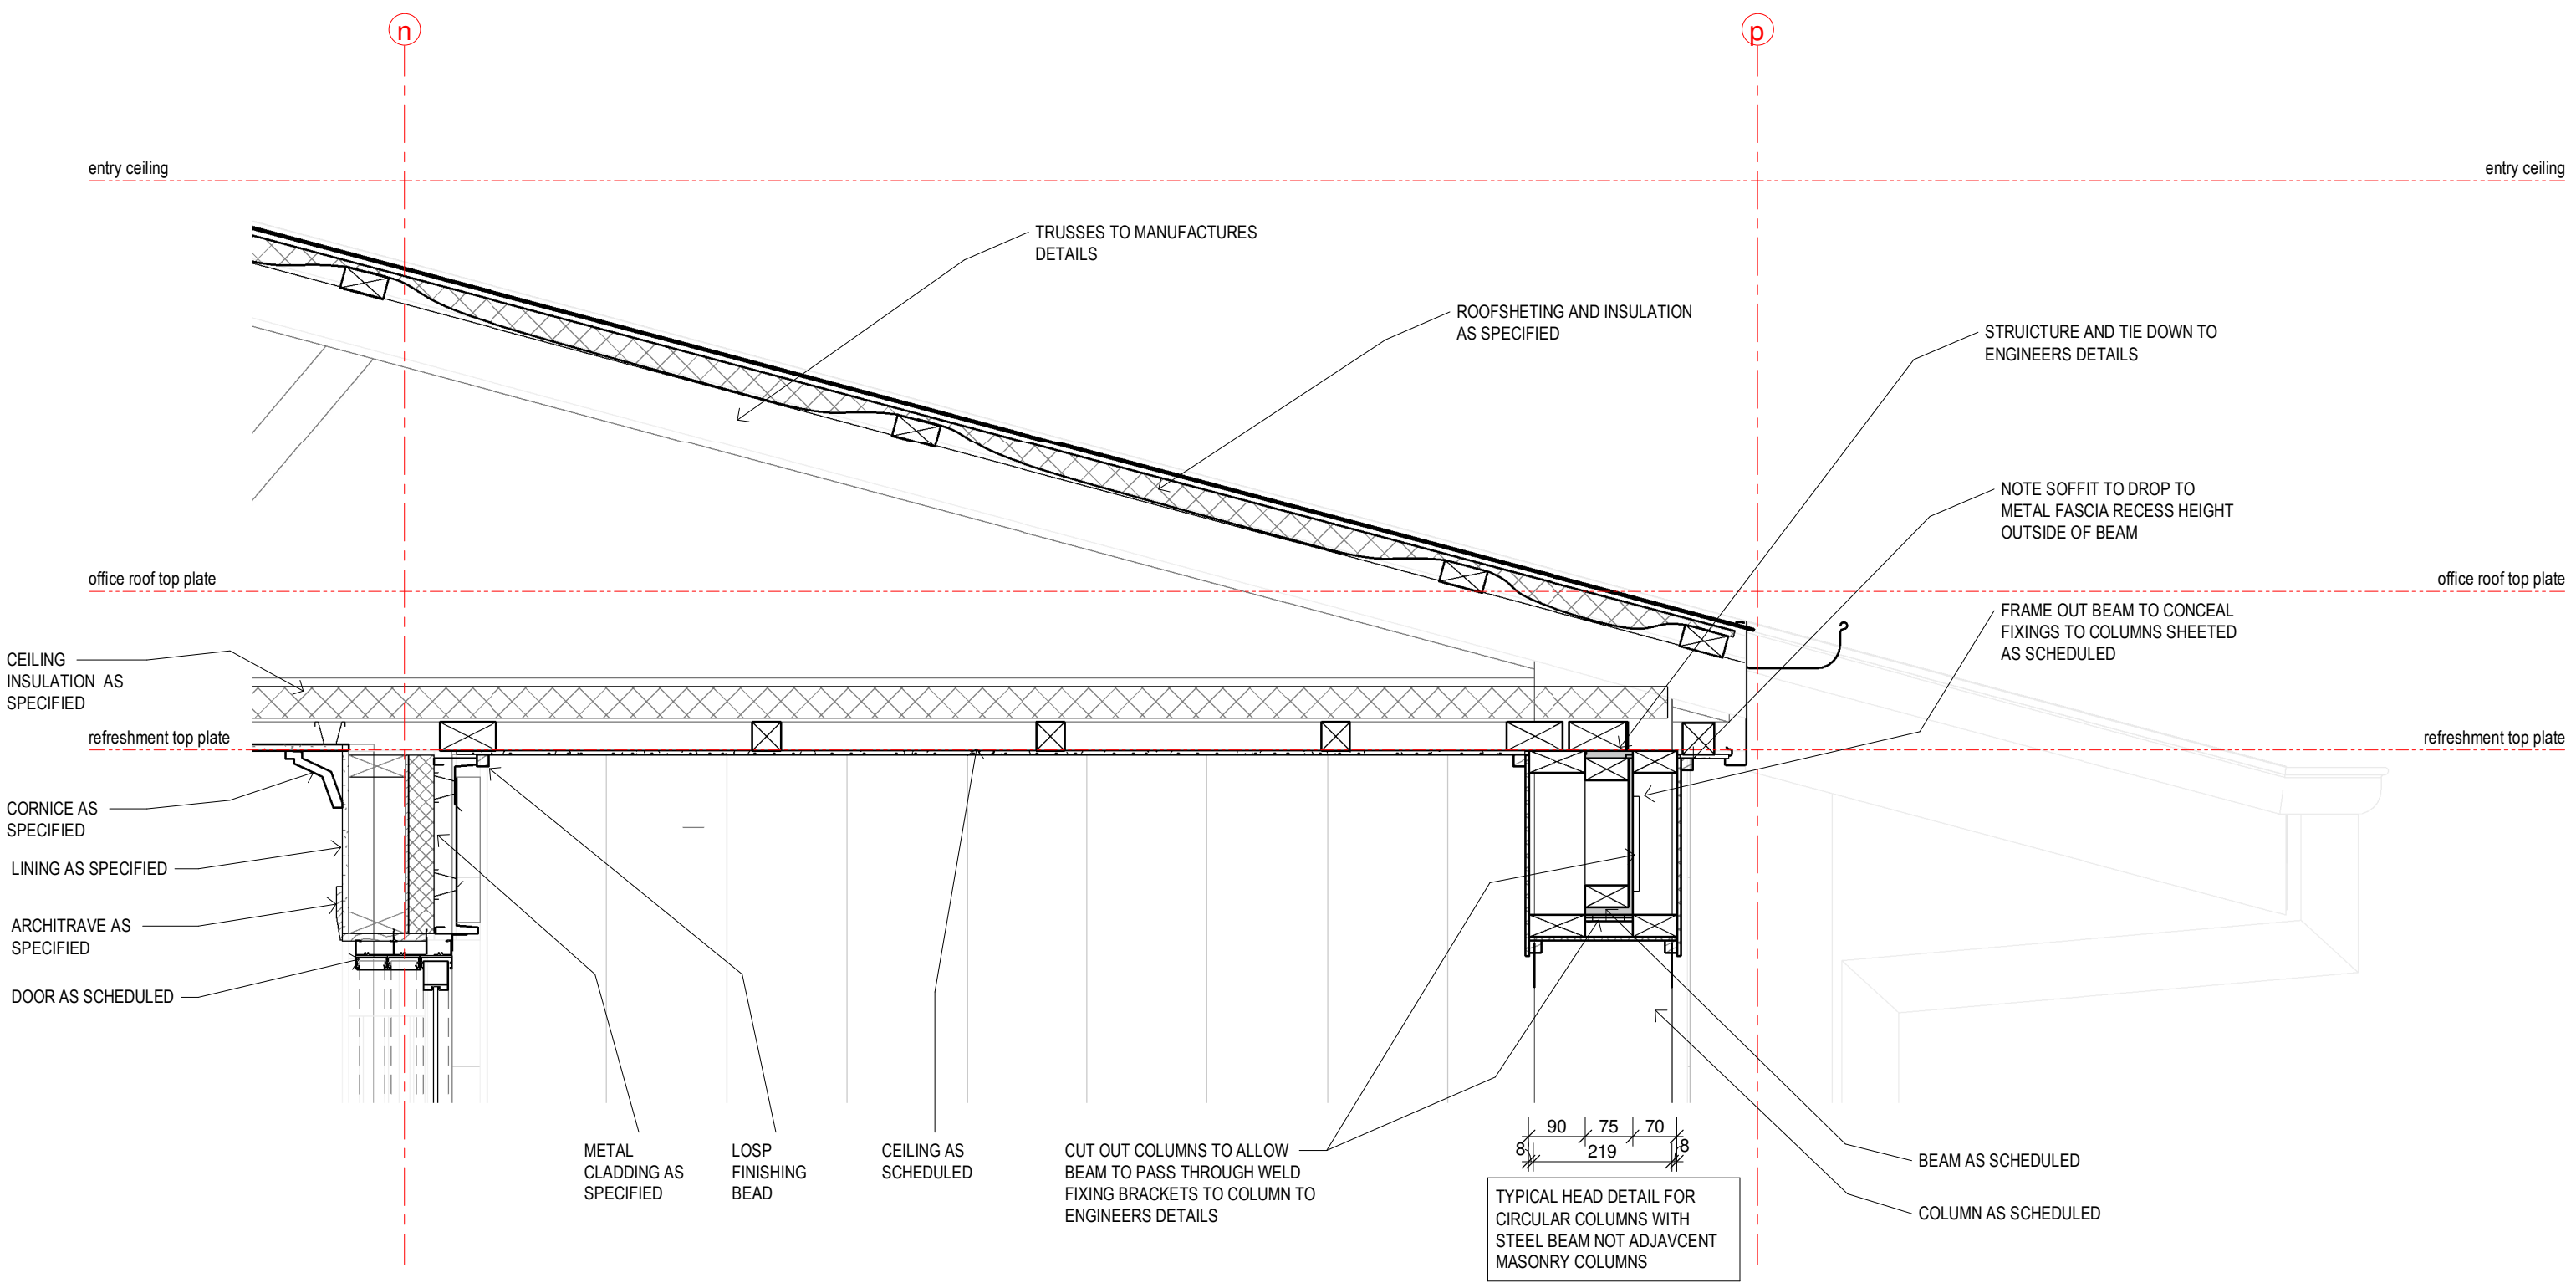 n
p
entry ceiling
entry ceiling
TRUSSES TO MANUFACTURES
DETAILS
ROOFSHETING AND INSULATION
AS SPECIFIED
STRUICTURE AND TIE DOWN TO
ENGINEERS DETAILS
NOTE SOFFIT TO DROP TO
METAL FASCIA RECESS HEIGHT
OUTSIDE OF BEAM
office roof top plate
office roof top plate
FRAME OUT BEAM TO CONCEAL
FIXINGS TO COLUMNS SHEETED
AS SCHEDULED
CEILING
INSULATION AS
SPECIFIED
refreshment top plate
refreshment top plate
CORNICE AS
SPECIFIED
LINING AS SPECIFIED
ARCHITRAVE AS
SPECIFIED
DOOR AS SCHEDULED
METAL
CLADDING AS
SPECIFIED
LOSP
FINISHING
BEAD
CEILING AS
SCHEDULED
CUT OUT COLUMNS TO ALLOW
BEAM TO PASS THROUGH WELD
FIXING BRACKETS TO COLUMN TO
ENGINEERS DETAILS
90 75 70
8 219 8
TYPICAL HEAD DETAIL FOR
CIRCULAR COLUMNS WITH
STEEL BEAM NOT ADJAVCENT
MASONRY COLUMNS
BEAM AS SCHEDULED
COLUMN AS SCHEDULED